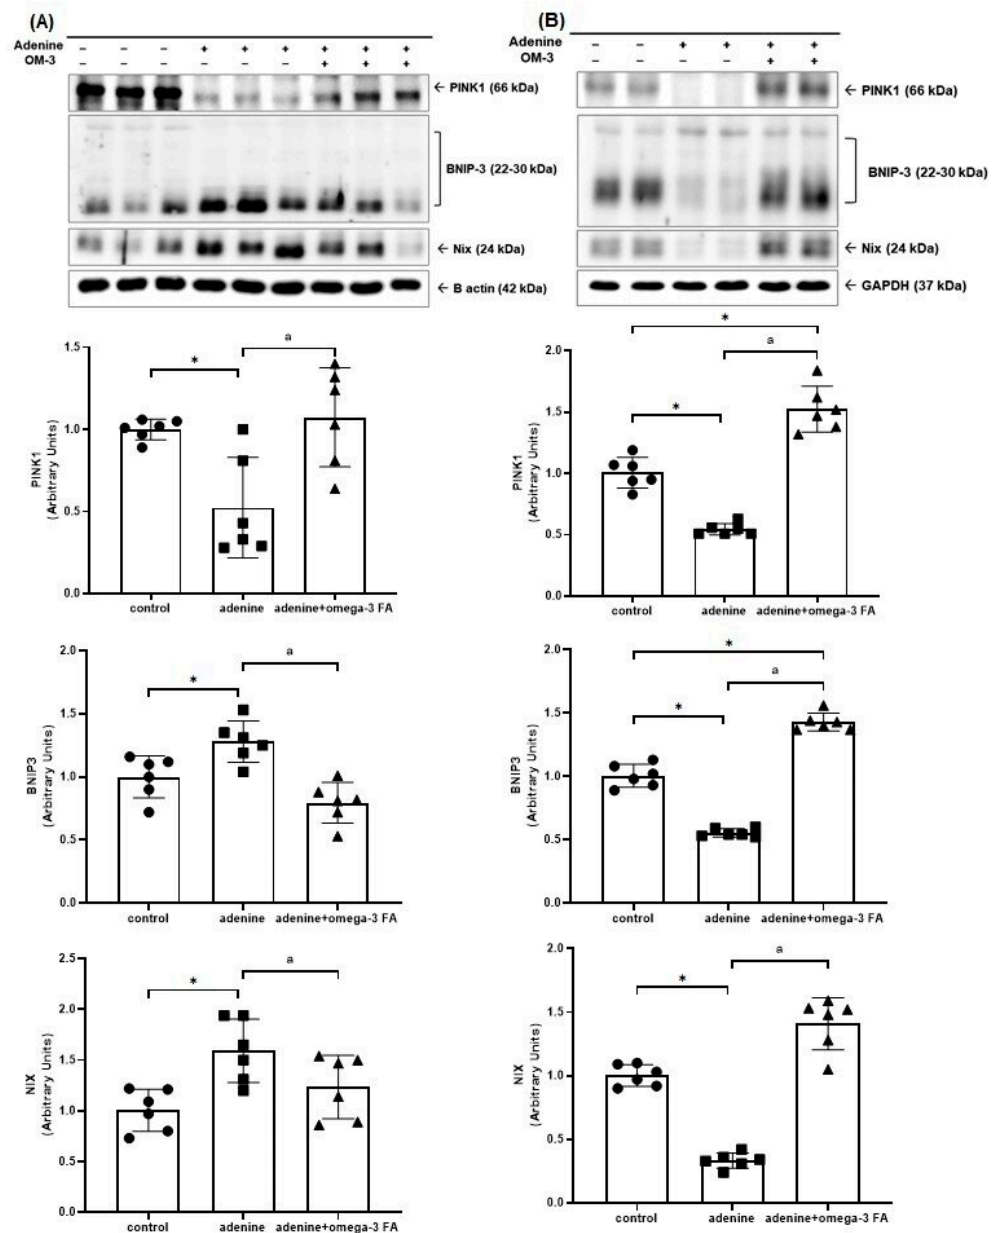 (A)
Adenine − − − + + + + + +
OM-3 − − − − − − + + +
← PINK1 (66 kDa)
BNIP-3 (22-30 kDa)
← Nix (24 kDa)
← B actin (42 kDa)
(B)
Adenine − − + + + +
OM-3 − − − − + +
← PINK1 (66 kDa)
BNIP-3 (22-30 kDa)
← Nix (24 kDa)
← GAPDH (37 kDa)
PINK1
(Arbitrary Units)
1.5
1.0
0.5
0.0
*
a
control adenine adenine+omega-3 FA
PINK1
(Arbitrary Units)
2.0
1.5
1.0
0.5
0.0
*
a
*
control adenine adenine+omega-3 FA
BNIP3
(Arbitrary Units)
2.0
1.5
1.0
0.5
0.0
*
a
control adenine adenine+omega-3 FA
BNIP3
(Arbitrary Units)
2.0
1.5
1.0
0.5
0.0
*
a
*
control adenine adenine+omega-3 FA
NIX
(Arbitrary Units)
2.5
2.0
1.5
1.0
0.5
0.0
*
a
control adenine adenine+omega-3 FA
NIX
(Arbitrary Units)
2.0
1.5
1.0
0.5
0.0
*
a
control adenine adenine+omega-3 FA